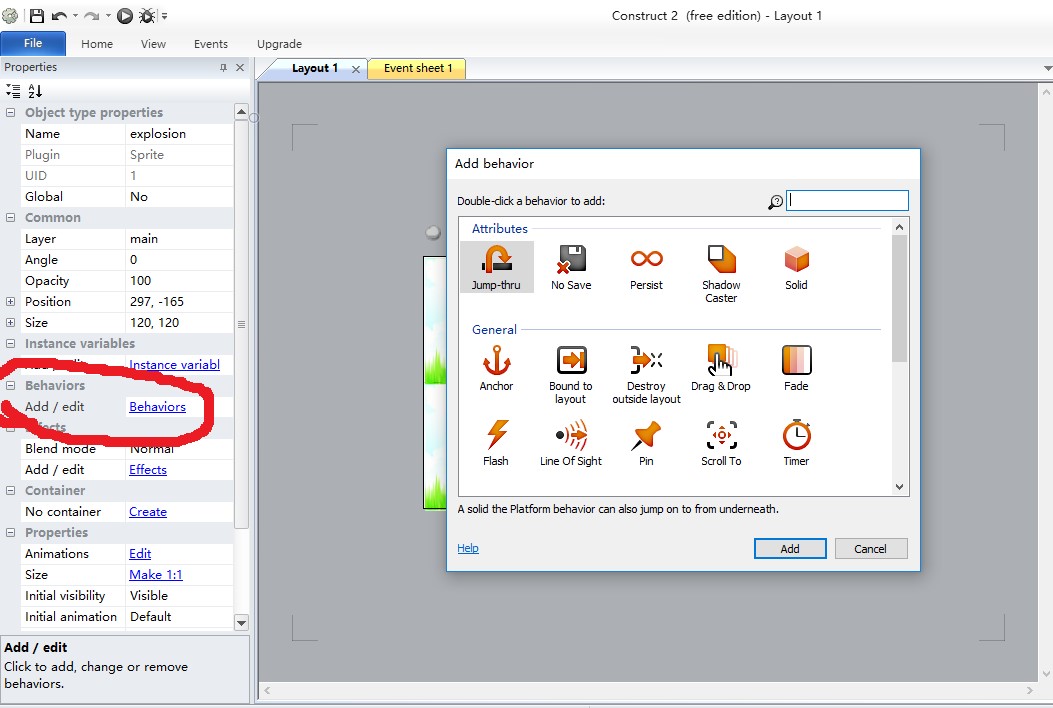 Construct 2 (free edition) - Layout 1
File Home View Events Upgrade
Properties
Layout 1 Event sheet 1
Object type properties
Name explosion
Plugin Sprite
UID 1
Global No
Common
Layer main
Angle 0
Opacity 100
Position 297, -165
Size 120, 120
Instance variables
Instance variabl
Behaviors
Add / edit Behaviors
Blend mode Normal
Add / edit Effects
Container
No container Create
Properties
Animations Edit
Size Make 1:1
Initial visibility Visible
Initial animation Default
Add / edit
Click to add, change or remove
behaviors.
Add behavior
Double-click a behavior to add:
Attributes
Jump-thru No Save Persist Shadow Caster Solid
General
Anchor Bound to layout Destroy outside layout Drag & Drop Fade
Flash Line Of Sight Pin Scroll To Timer
A solid the Platform behavior can also jump on to from underneath.
Help Add Cancel